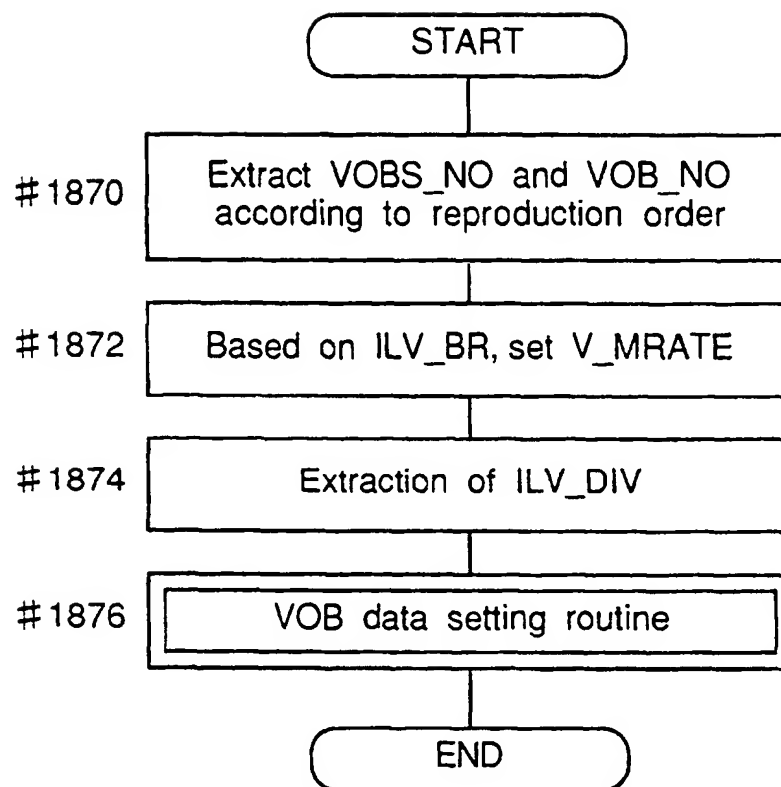 START
#1870
Extract VOBS_NO and VOB_NO
according to reproduction order
#1872
Based on ILV_BR, set V_MRATE
#1874
Extraction of ILV_DIV
#1876
VOB data setting routine
END